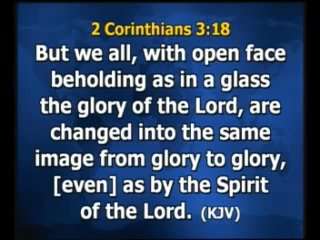 2 Corinthians 3:18
But we all, with open face
beholding as in a glass
the glory of the Lord, are
changed into the same
image from glory to glory,
[even] as by the Spirit
of the Lord. (KJV)